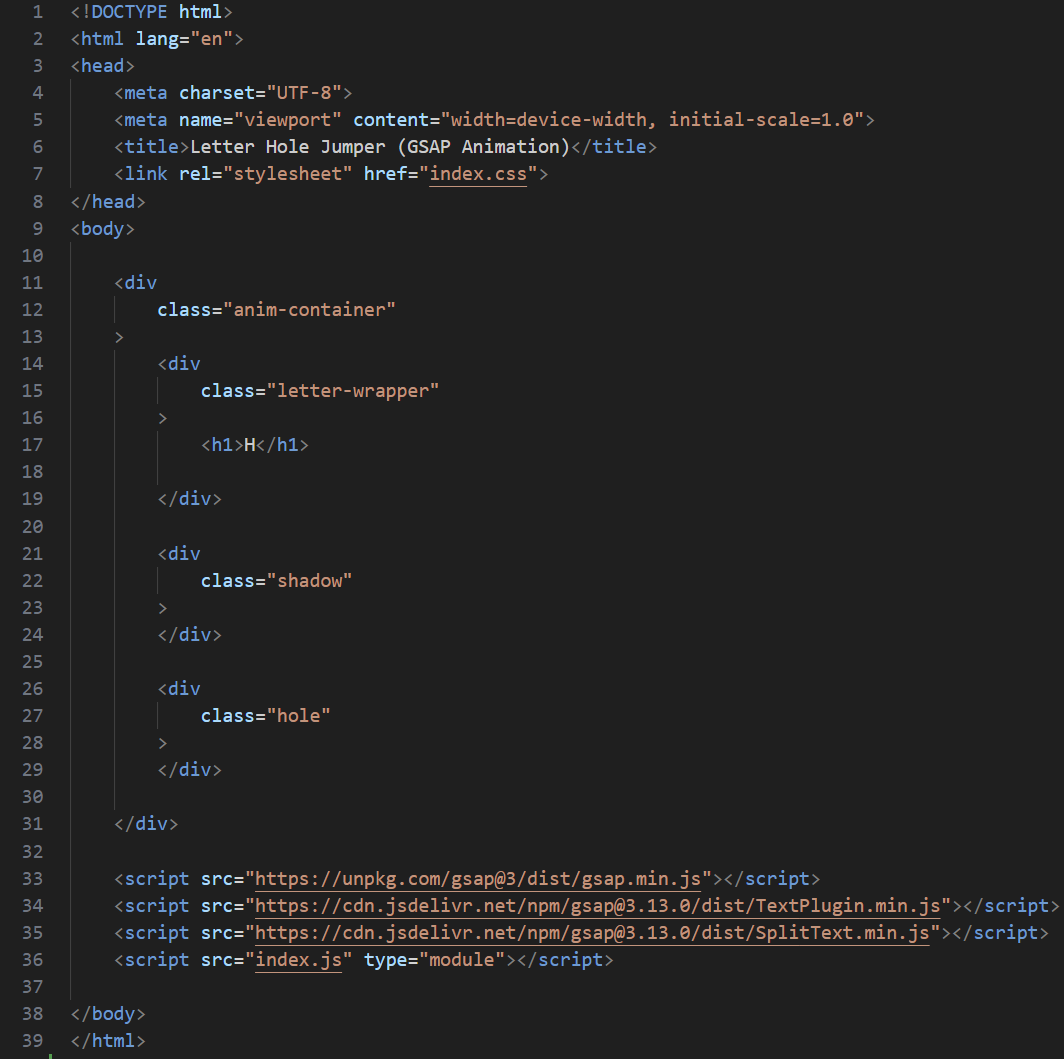 1 <!DOCTYPE html>
2 <html lang="en">
3 <head>
4     <meta charset="UTF-8">
5     <meta name="viewport" content="width=device-width, initial-scale=1.0">
6     <title>Letter Hole Jumper (GSAP Animation)</title>
7     <link rel="stylesheet" href="index.css">
8 </head>
9 <body>
10
11     <div
12         class="anim-container"
13     >
14         <div
15             class="letter-wrapper"
16         >
17             <h1>H</h1>
18
19         </div>
20
21         <div
22             class="shadow"
23         >
24         </div>
25
26         <div
27             class="hole"
28         >
29         </div>
30
31     </div>
32
33     <script src="https://unpkg.com/gsap@3/dist/gsap.min.js"></script>
34     <script src="https://cdn.jsdelivr.net/npm/gsap@3.13.0/dist/TextPlugin.min.js"></script>
35     <script src="https://cdn.jsdelivr.net/npm/gsap@3.13.0/dist/SplitText.min.js"></script>
36     <script src="index.js" type="module"></script>
37
38 </body>
39 </html>